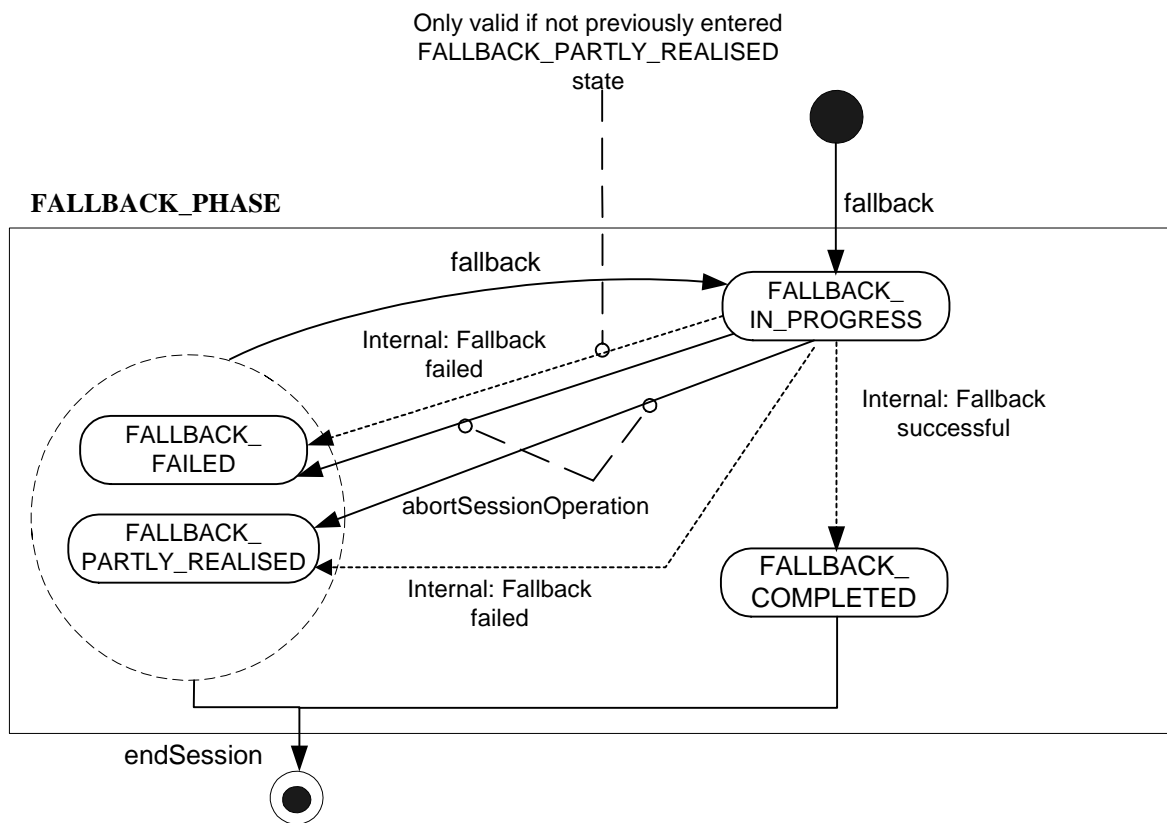 Only valid if not previously entered
FALLBACK_PARTLY_REALISED
state
fallback
FALLBACK_PHASE
fallback
FALLBACK_
IN_PROGRESS
Internal: Fallback
failed
Internal: Fallback
successful
FALLBACK_
FAILED
abortSessionOperation
FALLBACK_
PARTLY_REALISED
Internal: Fallback
failed
FALLBACK_
COMPLETED
endSession